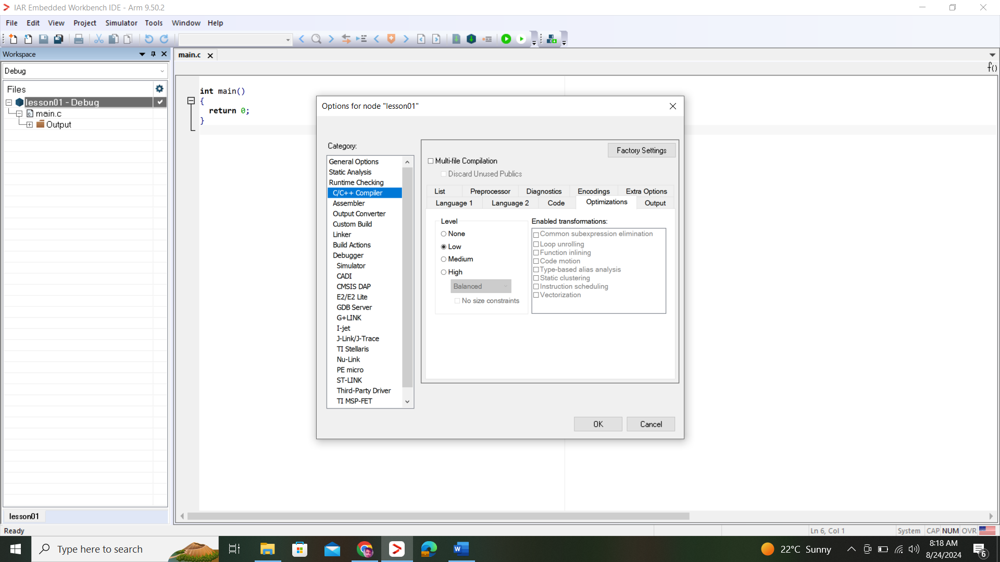 IAR Embedded Workbench IDE - Arm 9.50.2
File Edit View Project Simulator Tools Window Help
Workspace
main.c
Debug
f()
Files
lesson01 - Debug
main.c
Output
int main()
{
return 0;
}
Options for node "lesson01"
Category:
General Options
Static Analysis
Runtime Checking
C/C++ Compiler
Assembler
Output Converter
Custom Build
Linker
Build Actions
Debugger
Simulator
CADI
CMSIS DAP
E2/E2 Lite
GDB Server
G+LINK
I-jet
J-Link/J-Trace
TI Stellaris
Nu-Link
PE micro
ST-LINK
Third-Party Driver
TI MSP-FET
Factory Settings
Multi-file Compilation
Discard Unused Publics
List Preprocessor Diagnostics Encodings Extra Options
Language 1 Language 2 Code Optimizations Output
Level
None
Low
Medium
High
Balanced
No size constraints
Enabled transformations:
Common subexpression elimination
Loop unrolling
Function inlining
Code motion
Type-based alias analysis
Static clustering
Instruction scheduling
Vectorization
OK Cancel
lesson01
Ready
Ln 6, Col 1 System CAP NUM OVR
Type here to search
22°C Sunny
8:18 AM
8/24/2024
6